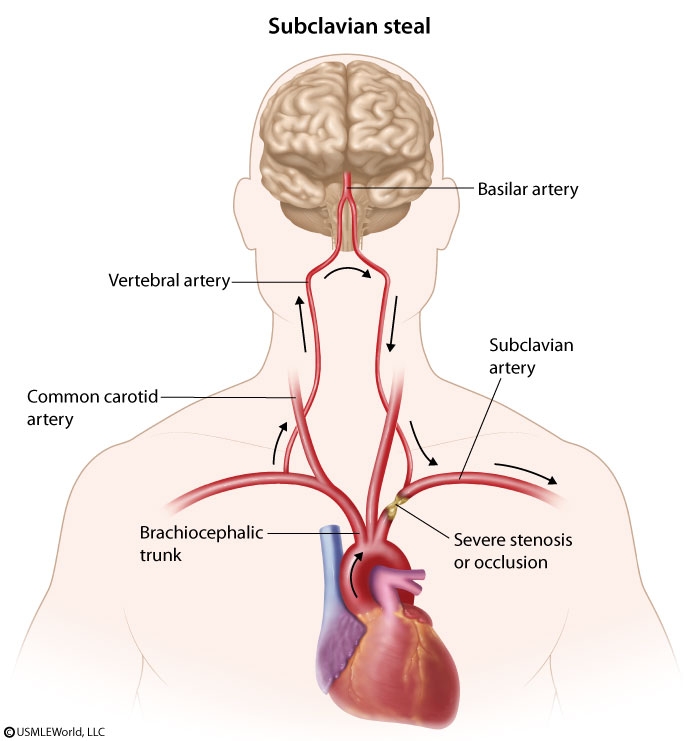 Subclavian steal
Basilar artery
Vertebral artery
Subclavian
artery
Common carotid
artery
Brachiocephalic
trunk
Severe stenosis
or occlusion
© USMLEWorld, LLC